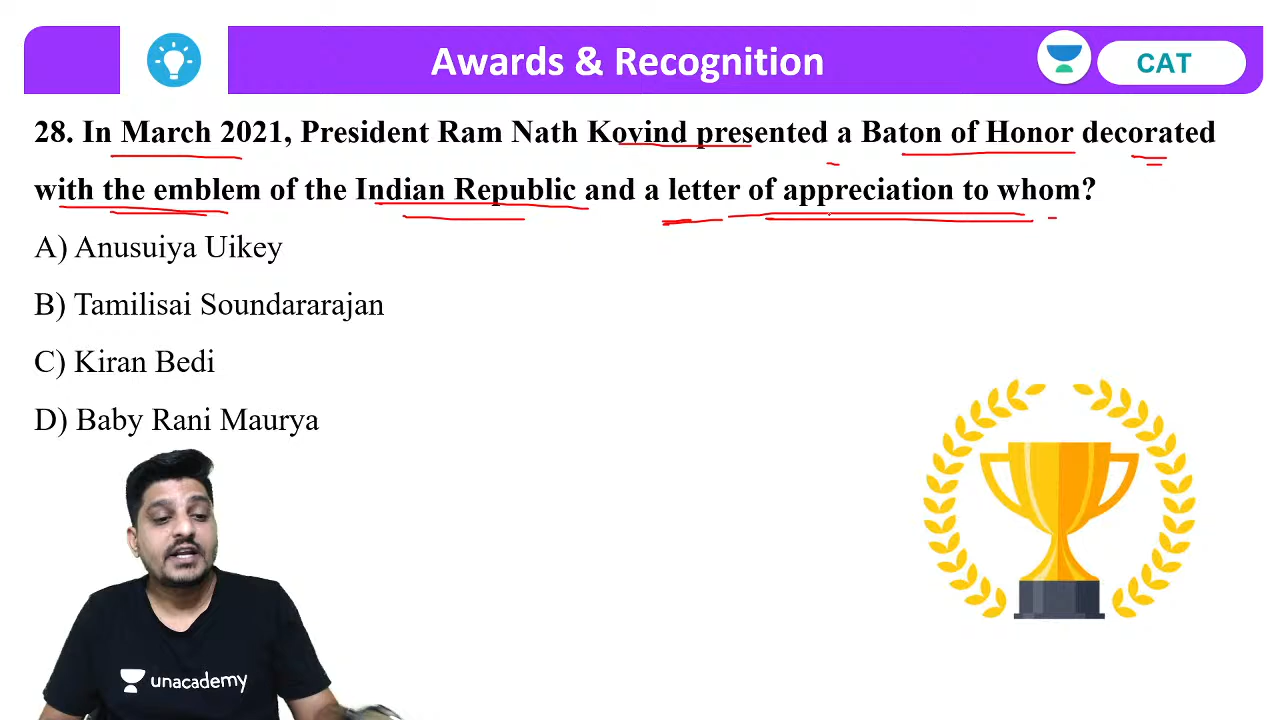 Awards & Recognition
CAT
28. In March 2021, President Ram Nath Kovind presented a Baton of Honor decorated
with the emblem of the Indian Republic and a letter of appreciation to whom?
A) Anusuiya Uikey
B) Tamilisai Soundararajan
C) Kiran Bedi
D) Baby Rani Maurya
unacademy